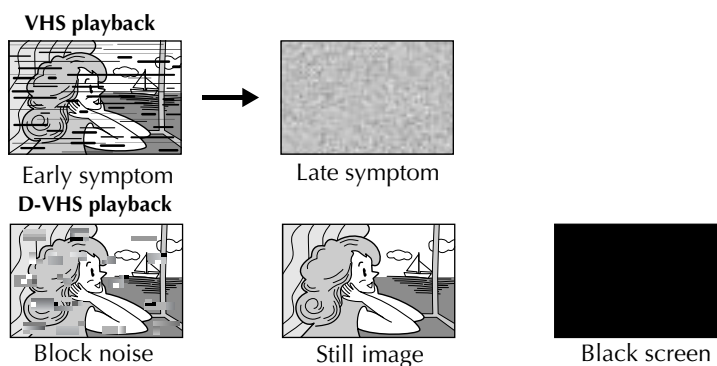 VHS playback
Early symptom
Late symptom
D-VHS playback
Block noise
Still image
Black screen